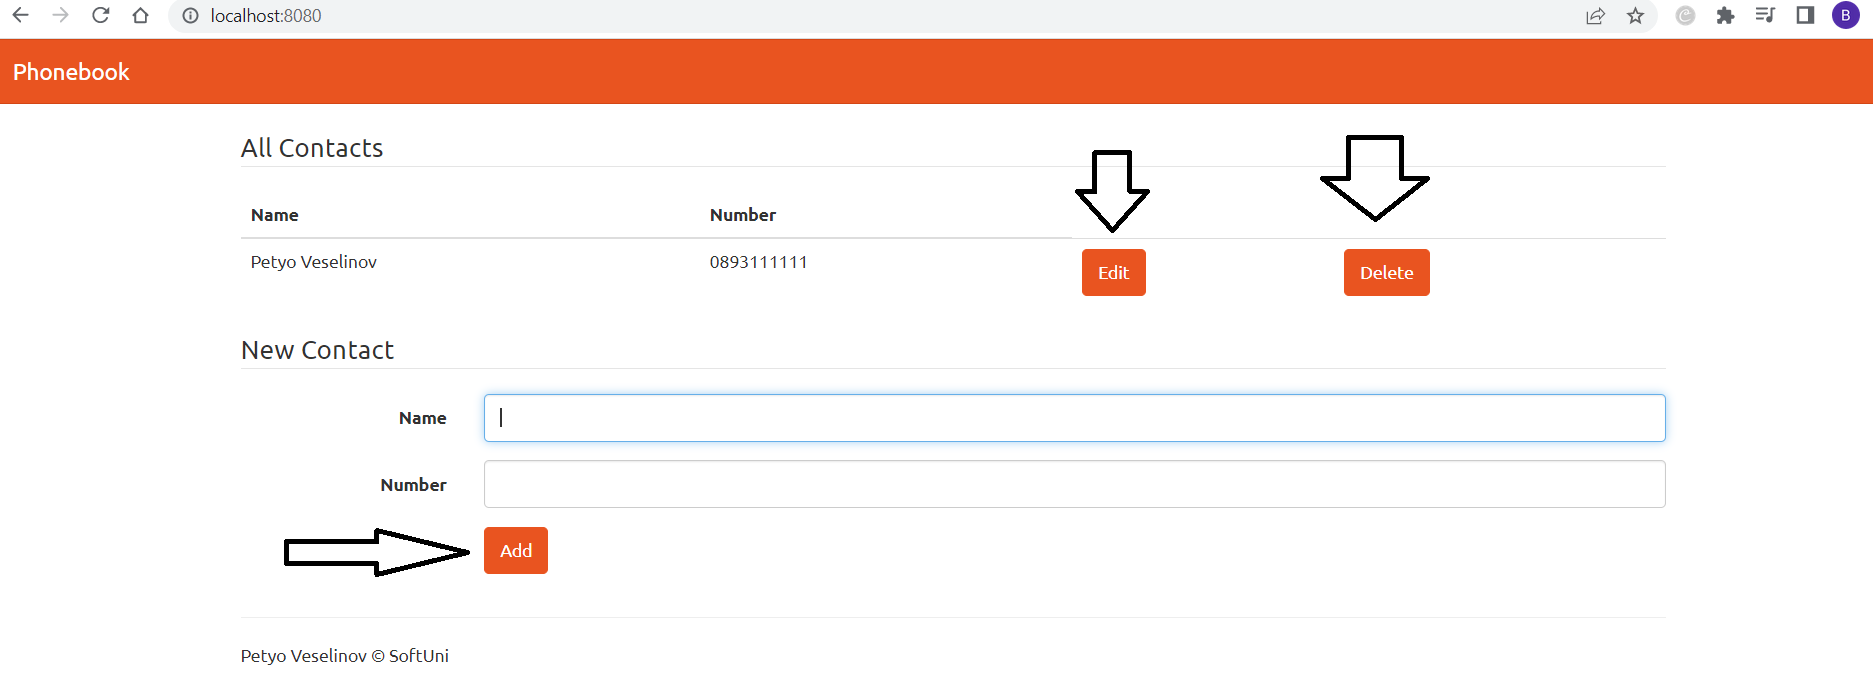 localhost:8080
B
Phonebook
All Contacts
Name Number
Petyo Veselinov 0893111111 Edit Delete
New Contact
Name
Number
Add
Petyo Veselinov © SoftUni